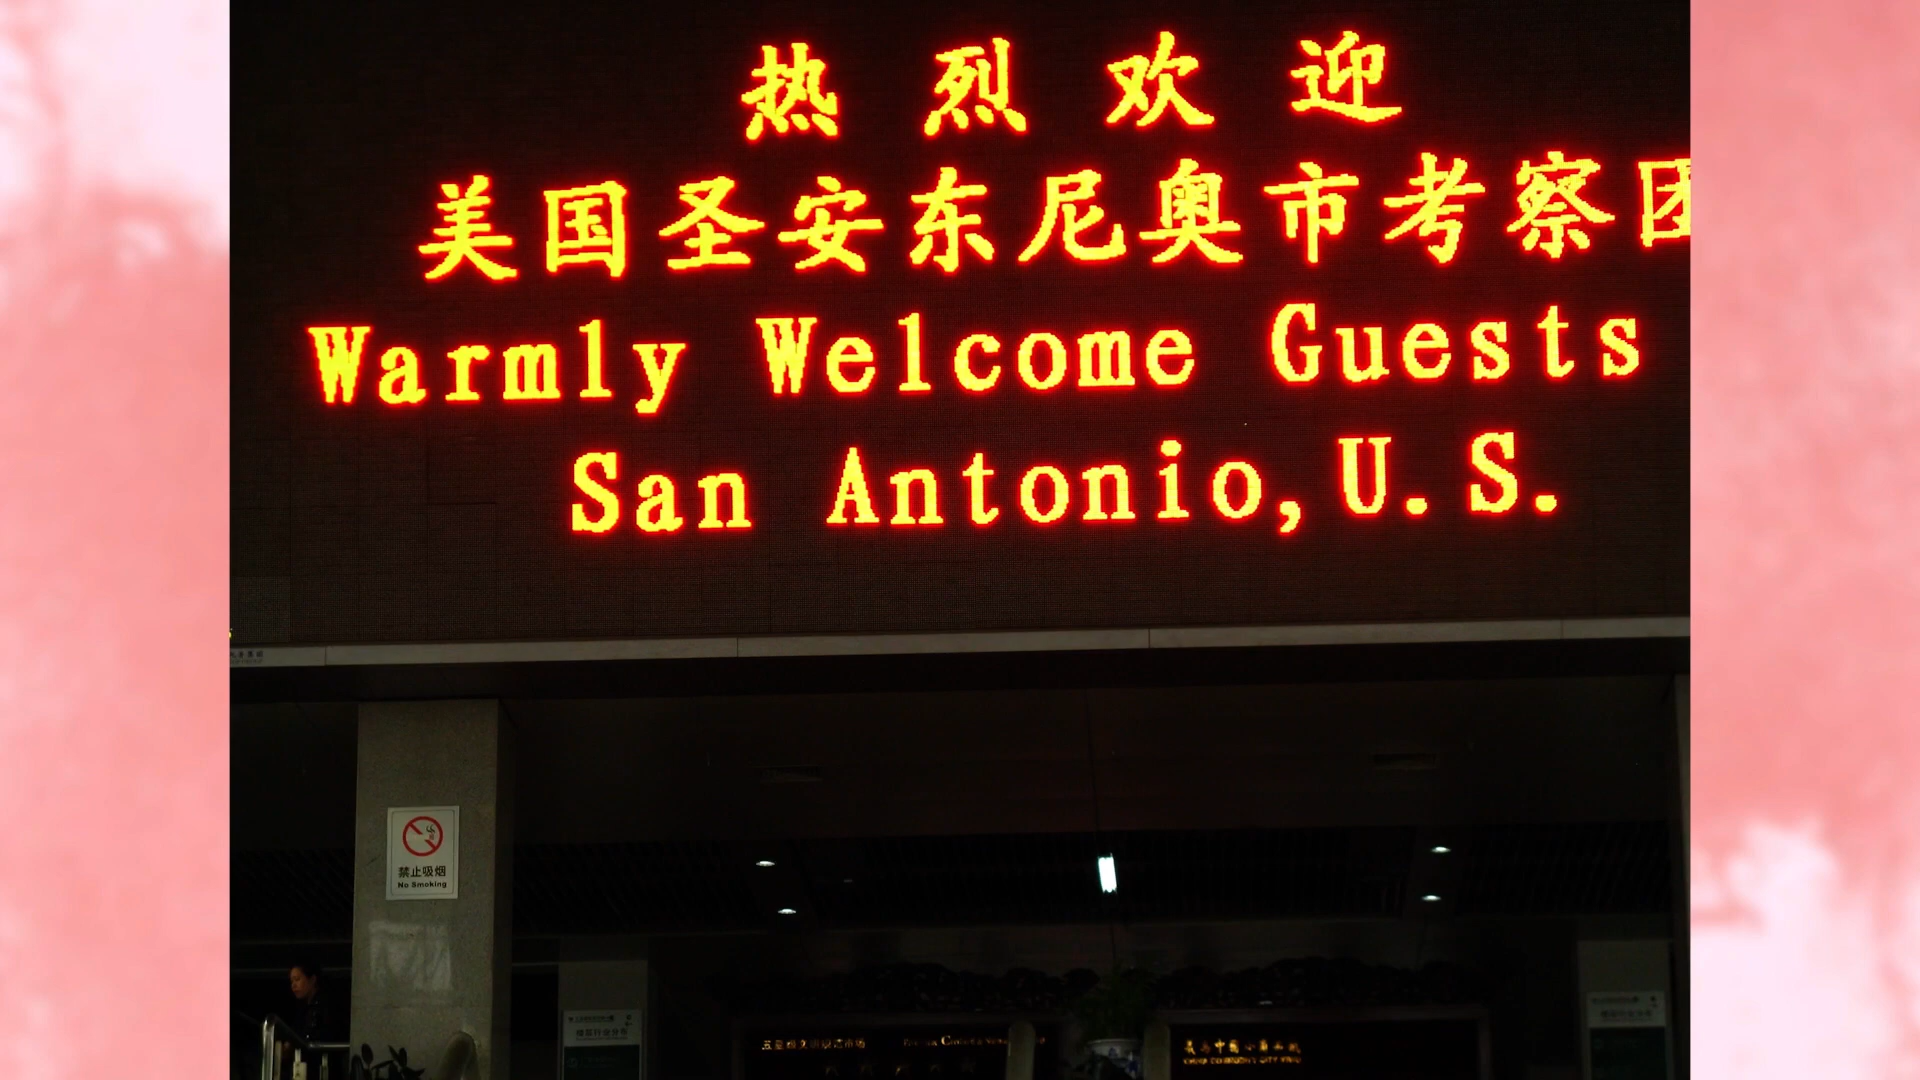 热烈欢迎
美国圣安东尼奥市考察团
Warmly Welcome Guests
San Antonio,U.S.
禁止吸烟
No Smoking